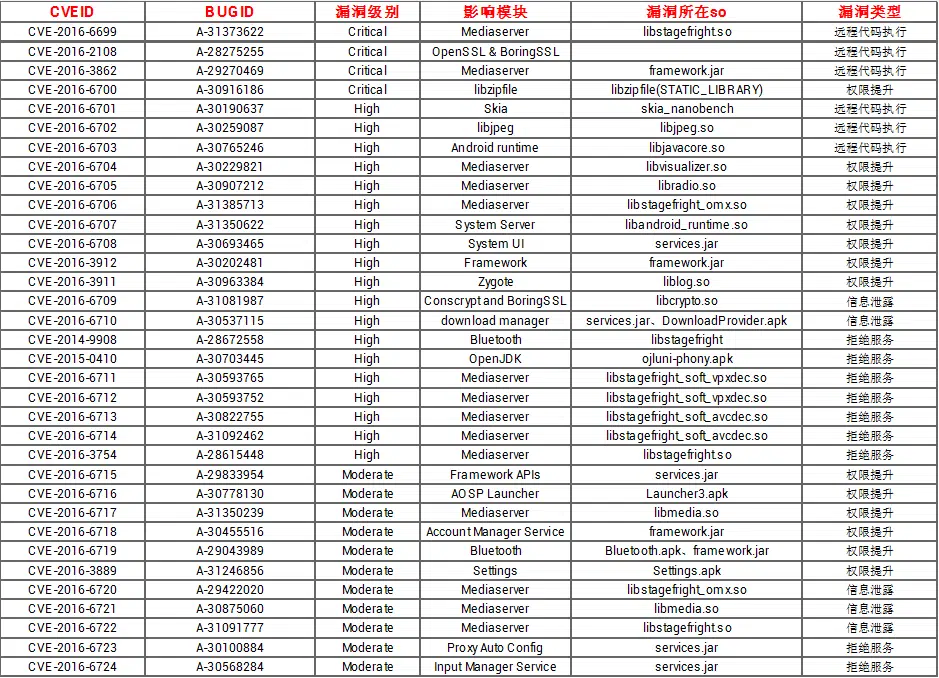 CVEID BUGID 漏洞级别 影响模块 漏洞所在so 漏洞类型
CVE-2016-6699 A-31373622 Critical Mediaserver libstagefright.so 远程代码执行
CVE-2016-2108 A-28275255 Critical OpenSSL & BoringSSL 远程代码执行
CVE-2016-3862 A-29270469 Critical Mediaserver framework.jar 远程代码执行
CVE-2016-6700 A-30916186 Critical libzipfile libzipfile(STATIC_LIBRARY) 权限提升
CVE-2016-6701 A-30190637 High Skia skia_nanobench 远程代码执行
CVE-2016-6702 A-30259087 High libjpeg libjpeg.so 远程代码执行
CVE-2016-6703 A-30765246 High Android runtime libjavacore.so 远程代码执行
CVE-2016-6704 A-30229821 High Mediaserver libvisualizer.so 权限提升
CVE-2016-6705 A-30907212 High Mediaserver libradio.so 权限提升
CVE-2016-6706 A-31385713 High Mediaserver libstagefright_omx.so 权限提升
CVE-2016-6707 A-31350622 High System Server libandroid_runtime.so 权限提升
CVE-2016-6708 A-30693465 High System UI services.jar 权限提升
CVE-2016-3912 A-30202481 High Framework framework.jar 权限提升
CVE-2016-3911 A-30963384 High Zygote liblog.so 权限提升
CVE-2016-6709 A-31081987 High Conscrypt and BoringSSL libcrypto.so 信息泄露
CVE-2016-6710 A-30537115 High download manager services.jar、DownloadProvider.apk 信息泄露
CVE-2014-9908 A-28672558 High Bluetooth libstagefright 拒绝服务
CVE-2015-0410 A-30703445 High OpenJDK ojluni-phony.apk 拒绝服务
CVE-2016-6711 A-30593765 High Mediaserver libstagefright_soft_vpxdec.so 拒绝服务
CVE-2016-6712 A-30593752 High Mediaserver libstagefright_soft_vpxdec.so 拒绝服务
CVE-2016-6713 A-30822755 High Mediaserver libstagefright_soft_avcdec.so 拒绝服务
CVE-2016-6714 A-31092462 High Mediaserver libstagefright_soft_avcdec.so 拒绝服务
CVE-2016-3754 A-28615448 High Mediaserver libstagefright.so 拒绝服务
CVE-2016-6715 A-29833954 Moderate Framework APIs services.jar 权限提升
CVE-2016-6716 A-30778130 Moderate AOSP Launcher Launcher3.apk 权限提升
CVE-2016-6717 A-31350239 Moderate Mediaserver libmedia.so 权限提升
CVE-2016-6718 A-30455516 Moderate Account Manager Service framework.jar 权限提升
CVE-2016-6719 A-29043989 Moderate Bluetooth Bluetooth.apk、framework.jar 权限提升
CVE-2016-3889 A-31246856 Moderate Settings Settings.apk 权限提升
CVE-2016-6720 A-29422020 Moderate Mediaserver libstagefright_omx.so 信息泄露
CVE-2016-6721 A-30875060 Moderate Mediaserver libmedia.so 信息泄露
CVE-2016-6722 A-31091777 Moderate Mediaserver libstagefright.so 信息泄露
CVE-2016-6723 A-30100884 Moderate Proxy Auto Config services.jar 拒绝服务
CVE-2016-6724 A-30568284 Moderate Input Manager Service services.jar 拒绝服务